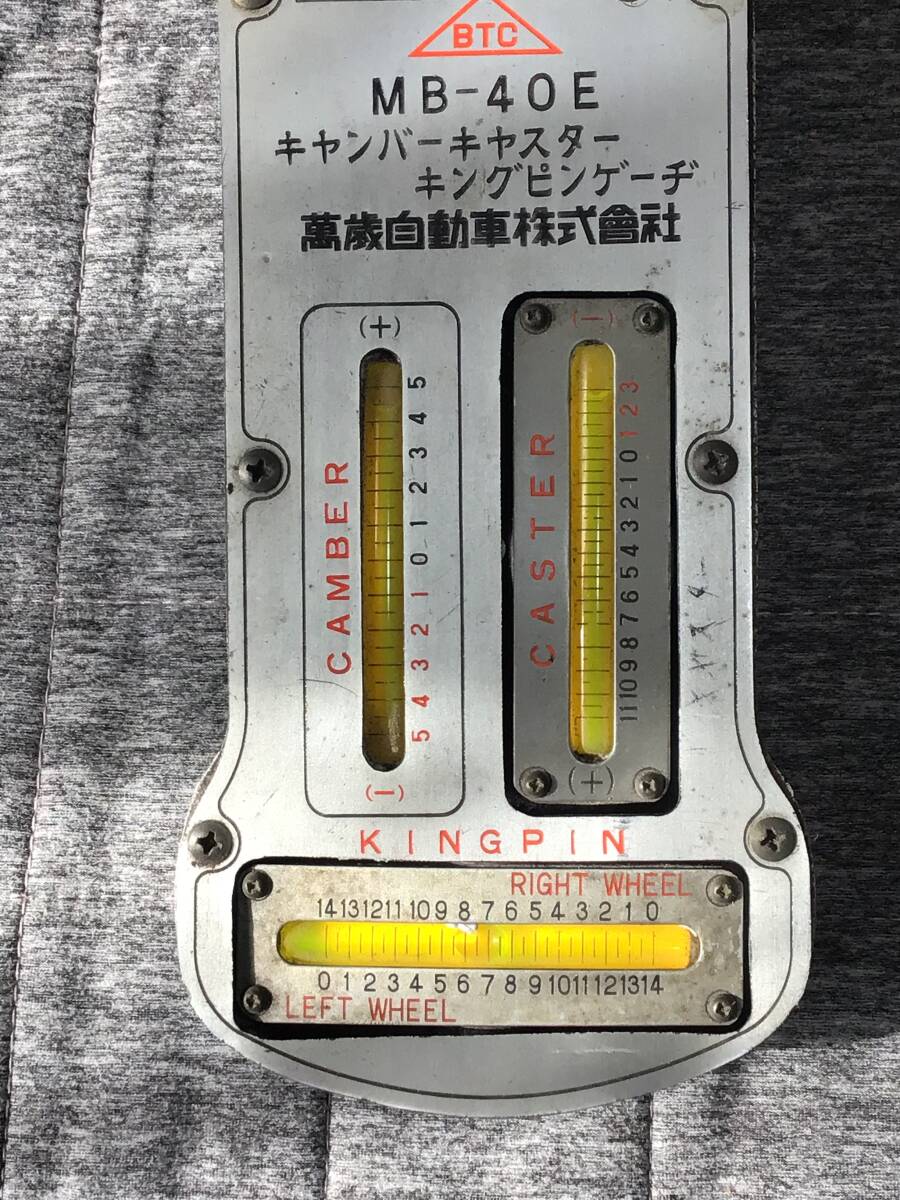 BTC
MB-40E
キャンバーキャスター
キングピンゲーヂ
萬歳自動車株式會社
CAMBER
(+)
5 4 3 2 1 0 1 2 3 4 5
(-)
CASTER
(-)
3 2 1 0 1 2 3 4 5 6 7 8 9 10 11
(+)
KINGPIN
RIGHT WHEEL
14 13 12 11 10 9 8 7 6 5 4 3 2 1 0
0 1 2 3 4 5 6 7 8 9 10 11 12 13 14
LEFT WHEEL